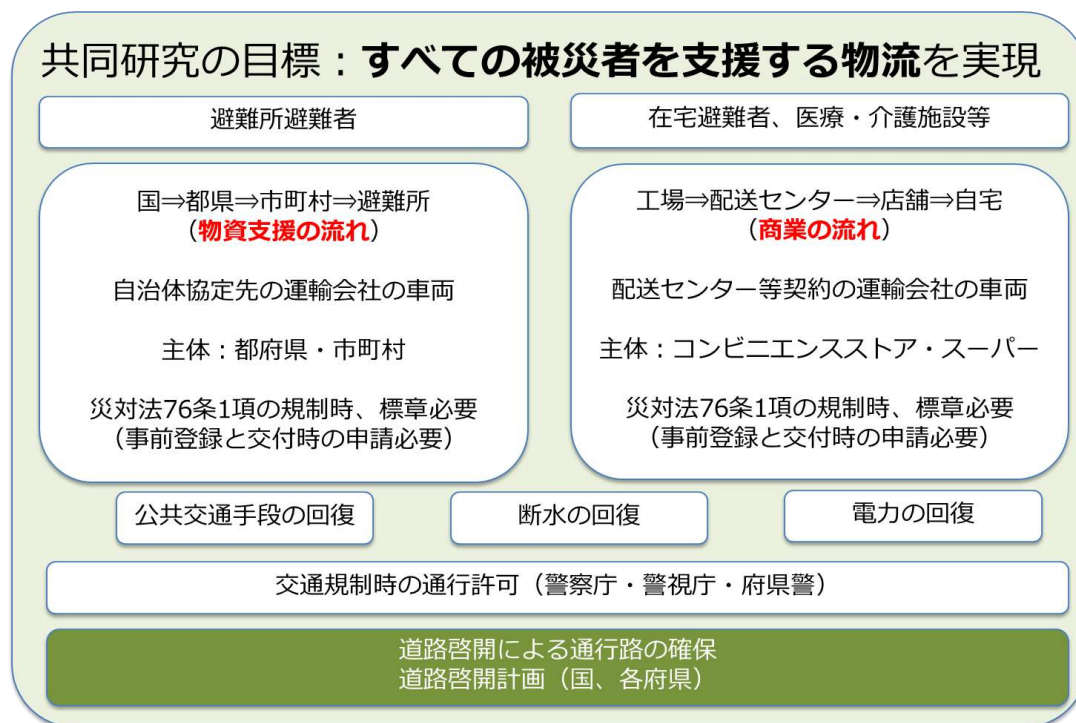 共同研究の目標：すべての被災者を支援する物流を実現
避難所避難者
国⇒都県⇒市町村⇒避難所
（物資支援の流れ）
自治体協定先の運輸会社の車両
主体：都府県・市町村
災対法76条1項の規制時、標章必要
（事前登録と交付時の申請必要）
在宅避難者、医療・介護施設等
工場⇒配送センター⇒店舗⇒自宅
（商業の流れ）
配送センター等契約の運輸会社の車両
主体：コンビニエンスストア・スーパー
災対法76条1項の規制時、標章必要
（事前登録と交付時の申請必要）
公共交通手段の回復
断水の回復
電力の回復
交通規制時の通行許可（警察庁・警視庁・府県警）
道路啓開による通行路の確保
道路啓開計画（国、各府県）